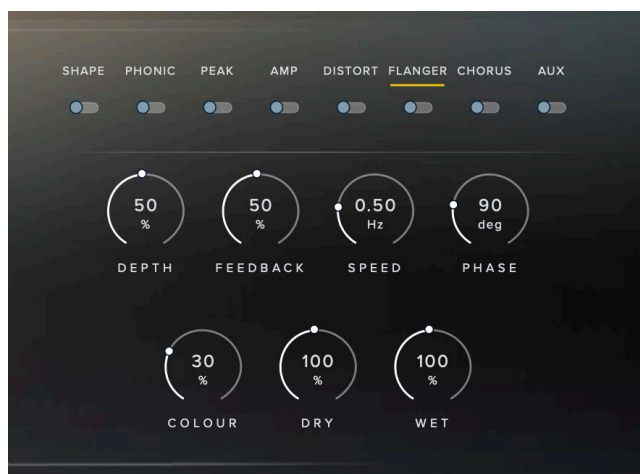 SHAPE PHONIC PEAK AMP DISTORT FLANGER CHORUS AUX
50 50 0.50 90
% % Hz deg
DEPTH FEEDBACK SPEED PHASE
30 100 100
% % %
COLOUR DRY WET